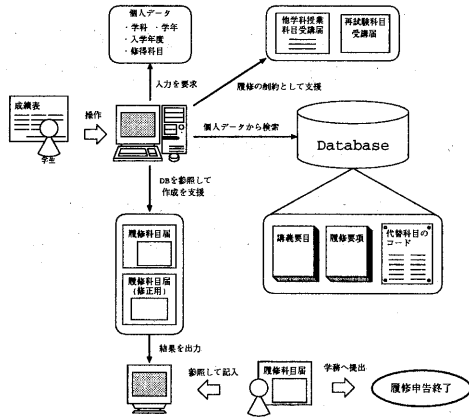 個人データ
・学科 ・学年
・入学年度
・修得科目
他学科授業
科目受講届
再試験科目
受講届
入力を要求
履修の制約として支援
成績表
操作
学生
個人データから検索
Database
DBを参照して
作成を支援
履修科目届
履修科目届
(修正用)
講義要目
履修要項
代替科目の
コード
結果を出力
参照して記入
履修科目届
学務へ提出
履修申告終了